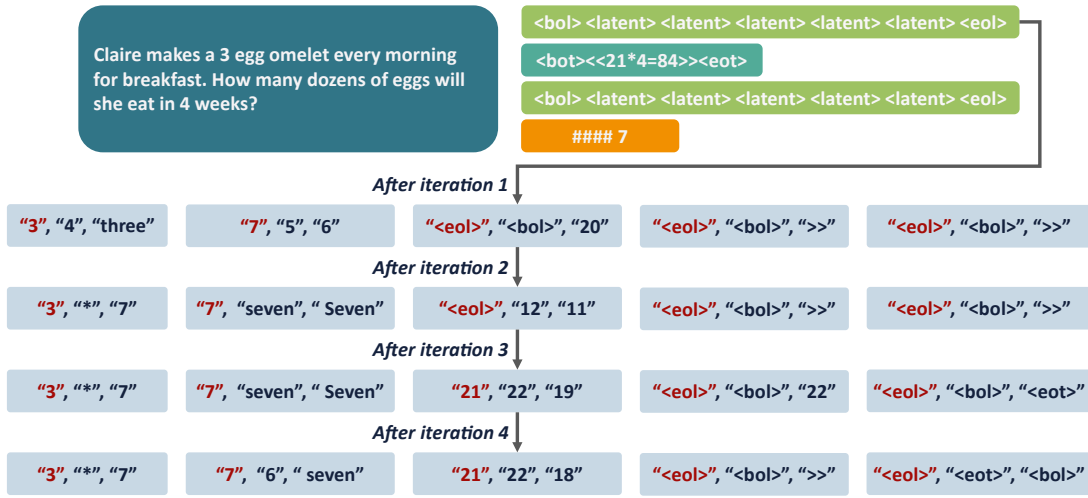 Claire makes a 3 egg omelet every morning
for breakfast. How many dozens of eggs will
she eat in 4 weeks?
<bol> <latent> <latent> <latent> <latent> <latent> <eol>
<bot><<21*4=84>><eot>
<bol> <latent> <latent> <latent> <latent> <latent> <eol>
#### 7
After iteration 1
“3”, “4”, “three” “7”, “5”, “6” “<eol>”, “<bol>”, “20” “<eol>”, “<bol>”, “>>” “<eol>”, “<bol>”, “>>”
After iteration 2
“3”, “*”, “7” “7”, “seven”, “ Seven” “<eol>”, “12”, “11” “<eol>”, “<bol>”, “>>” “<eol>”, “<bol>”, “>>”
After iteration 3
“3”, “*”, “7” “7”, “seven”, “ Seven” “21”, “22”, “19” “<eol>”, “<bol>”, “22” “<eol>”, “<bol>”, “<eot>”
After iteration 4
“3”, “*”, “7” “7”, “6”, “ seven” “21”, “22”, “18” “<eol>”, “<bol>”, “>>” “<eol>”, “<eot>”, “<bol>”